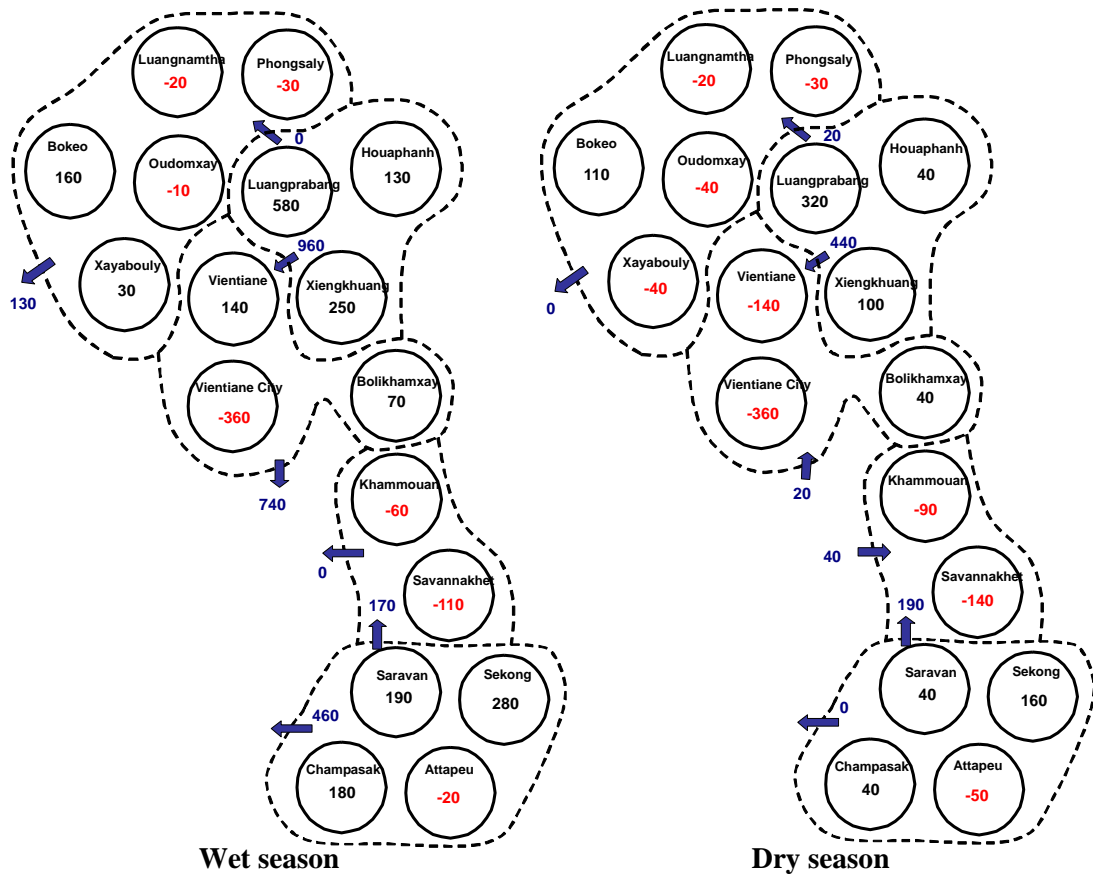 Luangnamtha
-20
Phongsaly
-30
0
Bokeo
160
Oudomxay
-10
Luangprabang
580
Houaphanh
130
960
130
Xayabouly
30
Vientiane
140
Xiengkhuang
250
Vientiane City
-360
Bolikhamxay
70
740
Khammouan
-60
0
Savannakhet
-110
170
Saravan
190
Sekong
280
460
Champasak
180
Attapeu
-20
Wet season
Luangnamtha
-20
Phongsaly
-30
20
Bokeo
110
Oudomxay
-40
Luangprabang
320
Houaphanh
40
440
0
Xayabouly
-40
Vientiane
-140
Xiengkhuang
100
Vientiane City
-360
Bolikhamxay
40
20
Khammouan
-90
40
Savannakhet
-140
190
Saravan
40
Sekong
160
0
Champasak
40
Attapeu
-50
Dry season